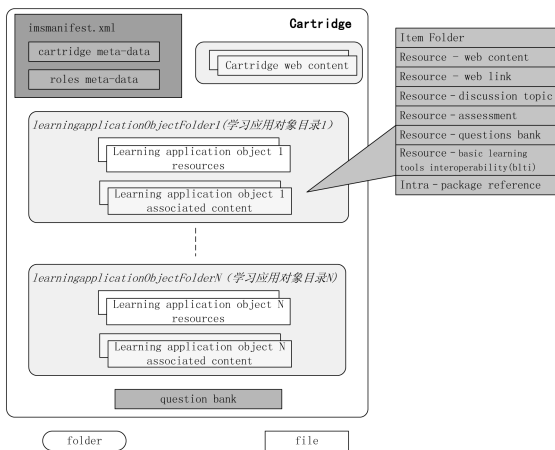 Cartridge
imsmanifest.xml
cartridge meta-data
roles meta-data
Cartridge web content
learningapplicationObjectFolder1(学习应用对象目录1)
Learning application object 1
resources
Learning application object 1
associated content
learningapplicationObjectFolderN (学习应用对象目录N)
Learning application object N
resources
Learning application object N
associated content
question bank
folder
file
Item Folder
Resource - web content
Resource - web link
Resource-discussion topic
Resource-assessment
Resource-questions bank
Resource-basic learning
tools interoperability(blti)
Intra-package reference